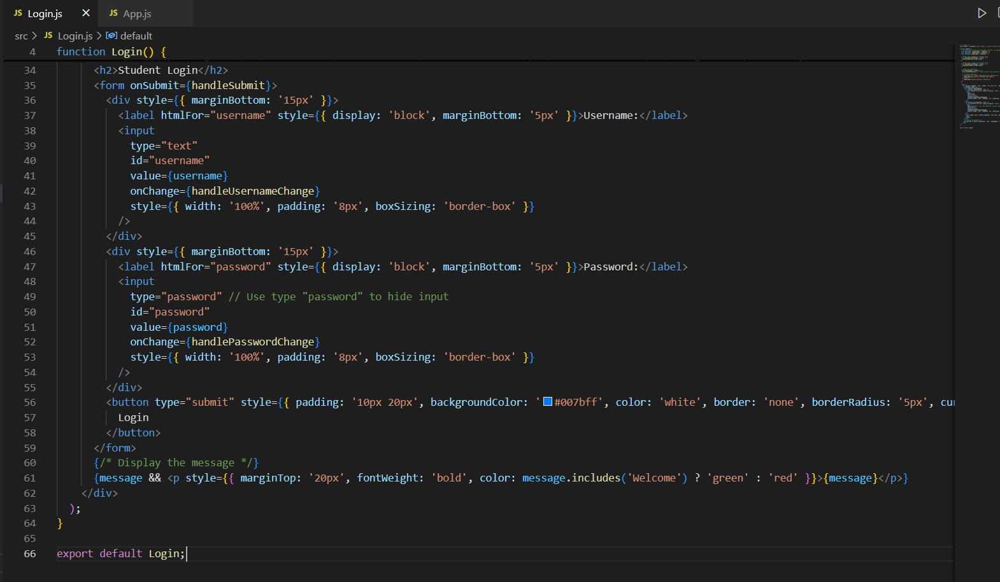 JS Login.js × JS App.js
src > JS Login.js > default
4 function Login() {
34 <h2>Student Login</h2>
35 <form onSubmit={handleSubmit}>
36 <div style={{ marginBottom: '15px' }}>
37 <label htmlFor="username" style={{ display: 'block', marginBottom: '5px' }}>Username:</label>
38 <input
39 type="text"
40 id="username"
41 value={username}
42 onChange={handleUsernameChange}
43 style={{ width: '100%', padding: '8px', boxSizing: 'border-box' }}
44 />
45 </div>
46 <div style={{ marginBottom: '15px' }}>
47 <label htmlFor="password" style={{ display: 'block', marginBottom: '5px' }}>Password:</label>
48 <input
49 type="password" // Use type "password" to hide input
50 id="password"
51 value={password}
52 onChange={handlePasswordChange}
53 style={{ width: '100%', padding: '8px', boxSizing: 'border-box' }}
54 />
55 </div>
56 <button type="submit" style={{ padding: '10px 20px', backgroundColor: '#007bff', color: 'white', border: 'none', borderRadius: '5px',
57 Login
58 </button>
59 </form>
60 {/* Display the message */}
61 {message && <p style={{ marginTop: '20px', fontWeight: 'bold', color: message.includes('Welcome') ? 'green' : 'red' }}>{message}</p>}
62 </div>
63 );
64 }
65
66 export default Login;